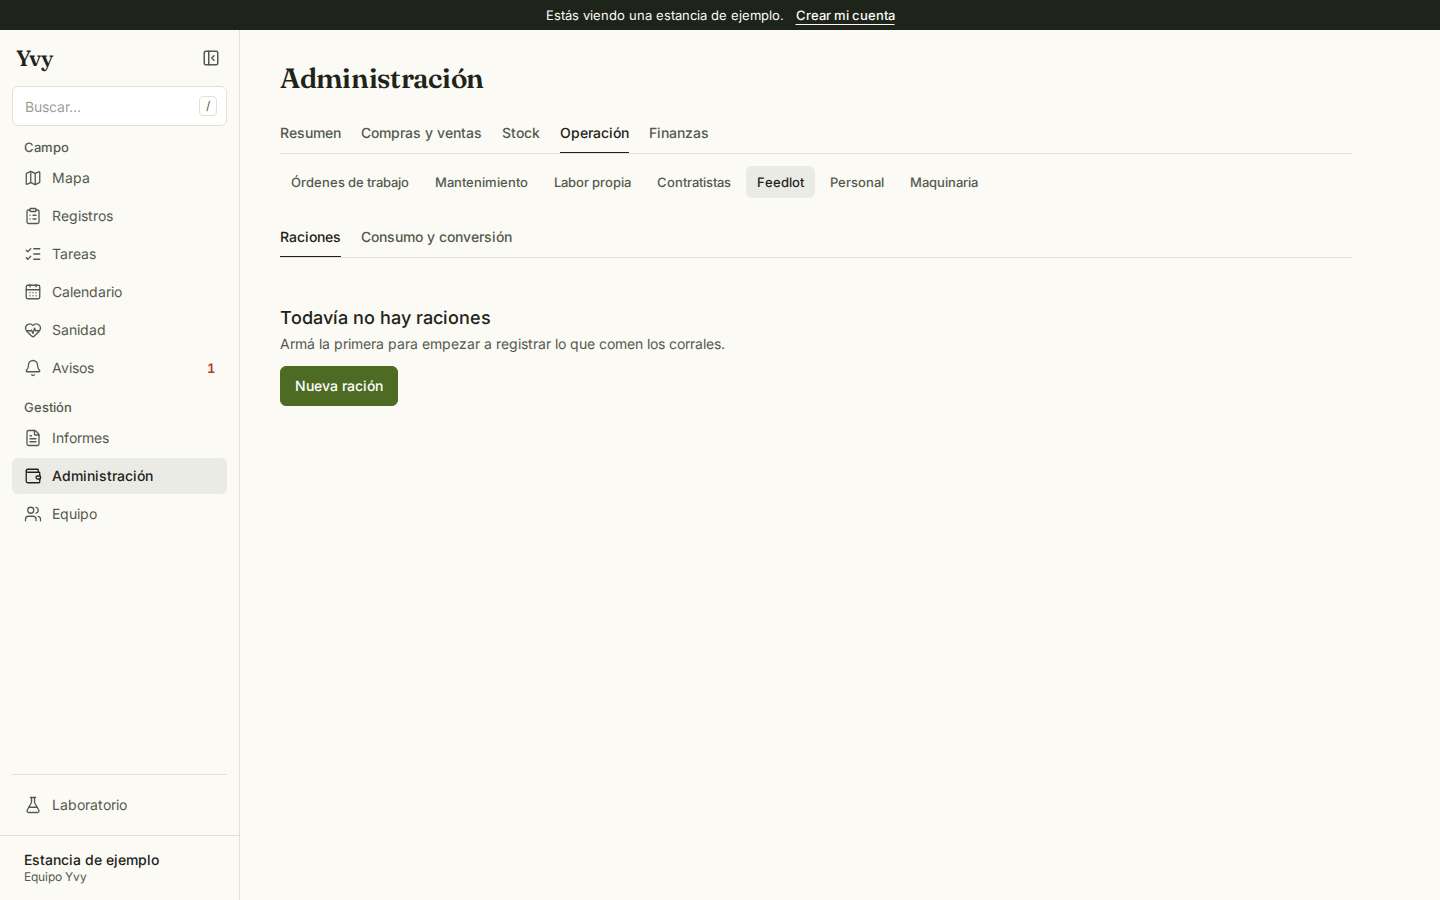 Estás viendo una estancia de ejemplo. Crear mi cuenta
Yvy
Buscar... /
Campo
Mapa
Registros
Tareas
Calendario
Sanidad
Avisos 1
Gestión
Informes
Administración
Equipo
Laboratorio
Estancia de ejemplo
Equipo Yvy
Administración
Resumen Compras y ventas Stock Operación Finanzas
Órdenes de trabajo Mantenimiento Labor propia Contratistas Feedlot Personal Maquinaria
Raciones Consumo y conversión
Todavía no hay raciones
Armá la primera para empezar a registrar lo que comen los corrales.
Nueva ración